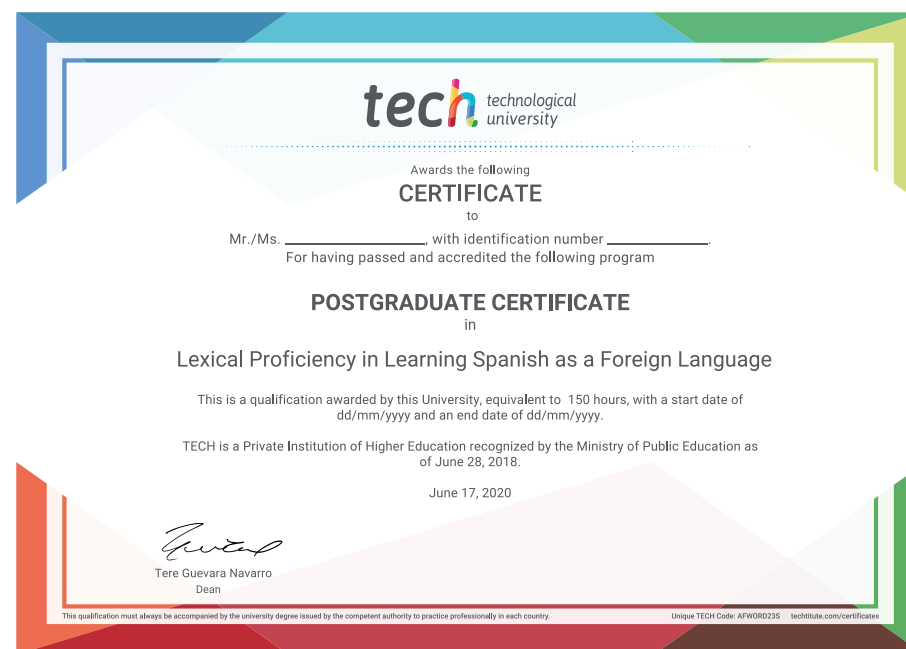 tech technological
university
Awards the following
CERTIFICATE
to
Mr./Ms. ____________________, with identification number ______________.
For having passed and accredited the following program
POSTGRADUATE CERTIFICATE
in
Lexical Proficiency in Learning Spanish as a Foreign Language
This is a qualification awarded by this University, equivalent to 150 hours, with a start date of
dd/mm/yyyy and an end date of dd/mm/yyyy.
TECH is a Private Institution of Higher Education recognized by the Ministry of Public Education as
of June 28, 2018.
June 17, 2020
Tere Guevara Navarro
Dean
This qualification must always be accompanied by the university degree issued by the competent authority to practice professionally in each country. Unique TECH Code: AFWORD23S techtitute.com/certificates